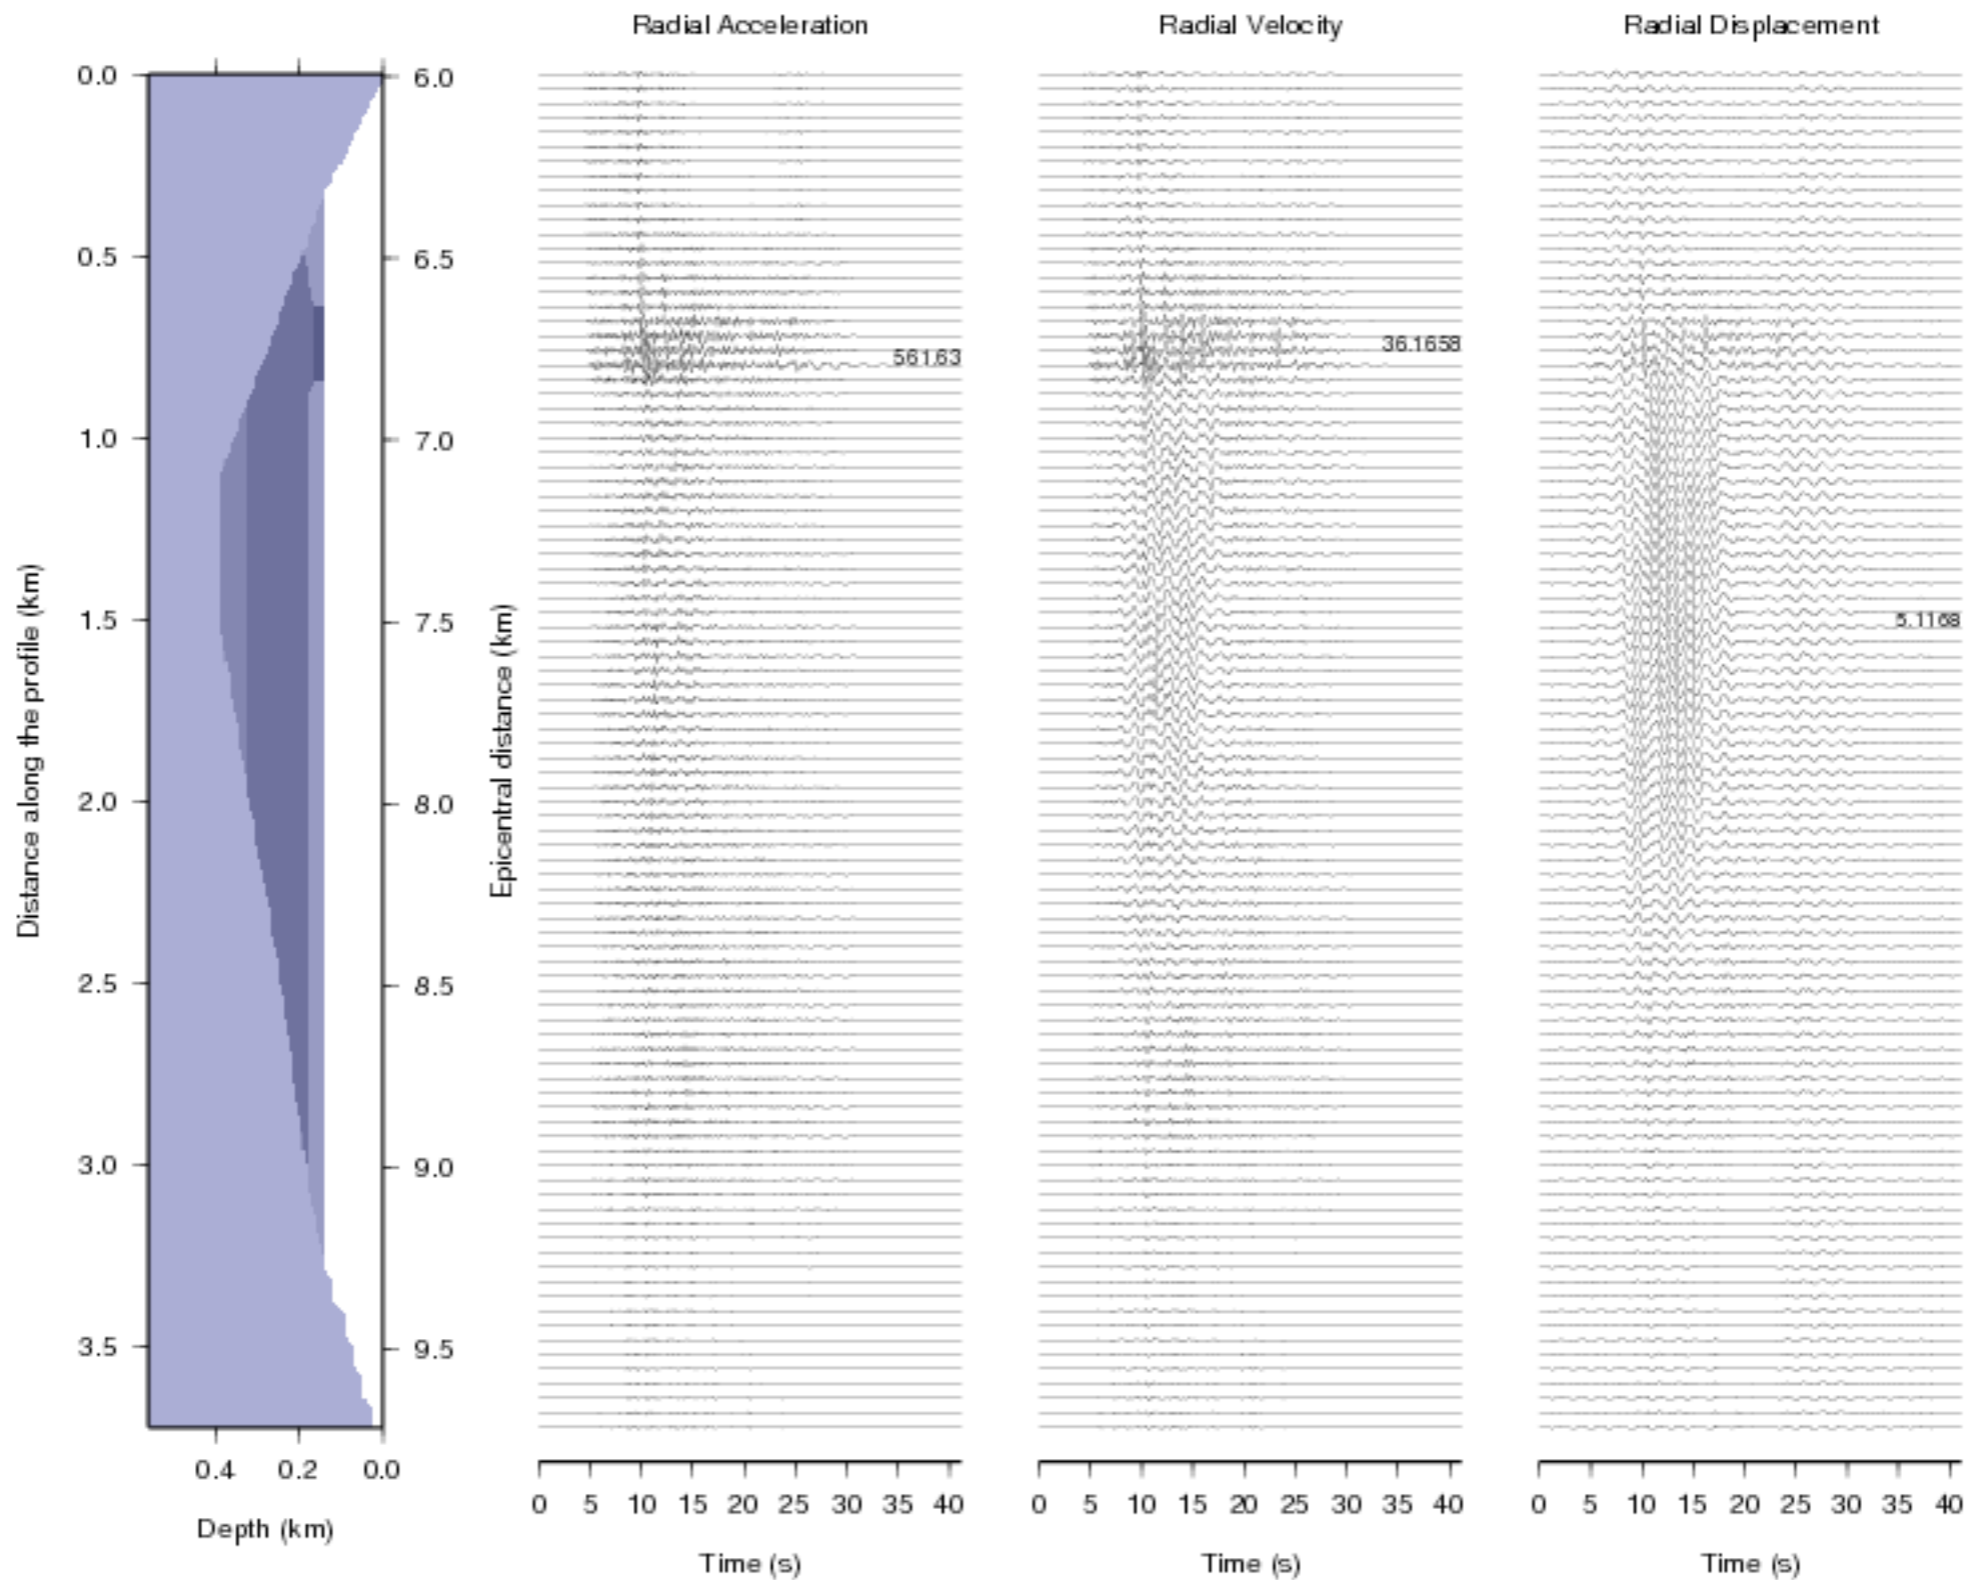 Radial Acceleration
Radial Velocity
Radial Displacement
0.0
0.5
1.0
1.5
2.0
2.5
3.0
3.5
Distance along the profile (km)
6.0
6.5
7.0
7.5
8.0
8.5
9.0
9.5
Epicentral distance (km)
561.63
36.1658
5.1168
0.4 0.2 0.0
Depth (km)
0 5 10 15 20 25 30 35 40
Time (s)
0 5 10 15 20 25 30 35 40
Time (s)
0 5 10 15 20 25 30 35 40
Time (s)